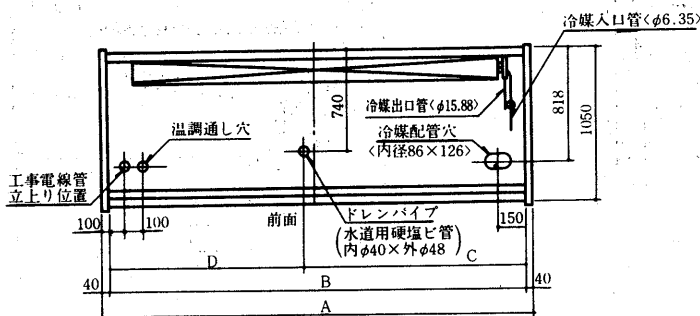 冷媒入口管〈φ6.35〉
冷媒出口管〈φ15.88〉
740
818
1050
温調通し穴
冷媒配管穴
〈内径86×126〉
工事電線管
立上り位置
100
100
前面
ドレンパイプ
(水道用硬塩ビ管
内φ40×外φ48)
150
C
D
40
B
40
A